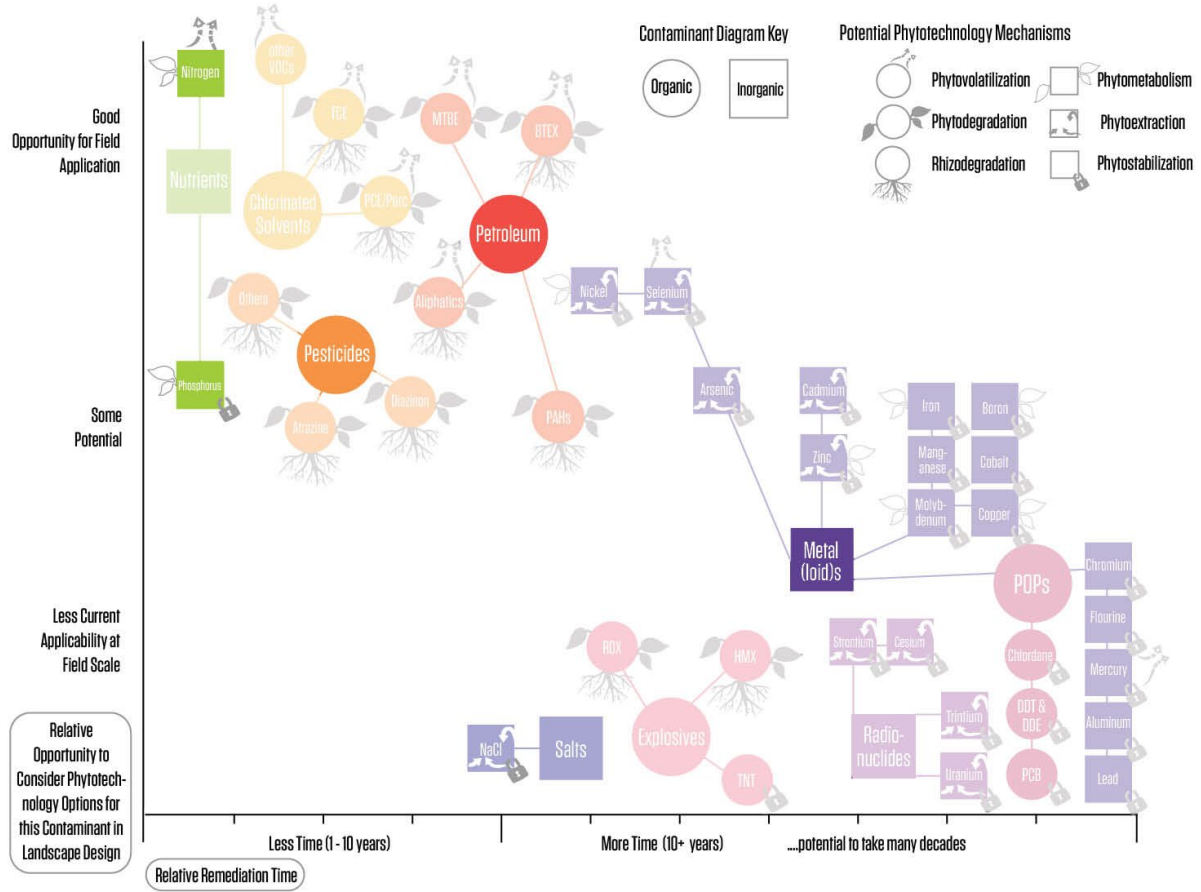 Contaminant Diagram Key
Organic
Inorganic
Potential Phytotechnology Mechanisms
Phytovolatilization
Phytometabolism
Phytodegradation
Phytoextraction
Rhizodegradation
Phytostabilization
Good
Opportunity for Field
Application
Some
Potential
Less Current
Applicability at
Field Scale
Relative
Opportunity to
Consider Phytotech-
nology Options for
this Contaminant in
Landscape Design
Nitrogen
Nutrients
Phosphorus
other
VOCs
TCE
PCE/Perc
Chlorinated
Solvents
MTBE
BTEX
Petroleum
Aliphatics
PAHs
Others
Pesticides
Atrazine
Diazinon
Nickel
Selenium
Arsenic
Cadmium
Zinc
Iron
Boron
Mang-
anese
Cobalt
Molyb-
denum
Copper
Metal
(loid)s
POPs
Chlordane
DDT &
DDE
PCB
Chromium
Flourine
Mercury
Aluminum
Lead
Strontium
Cesium
Trintium
Radio-
nuclides
Uranium
RDX
HMX
Explosives
TNT
NaCl
Salts
Less Time (1 - 10 years)
More Time (10+ years)
....potential to take many decades
Relative Remediation Time